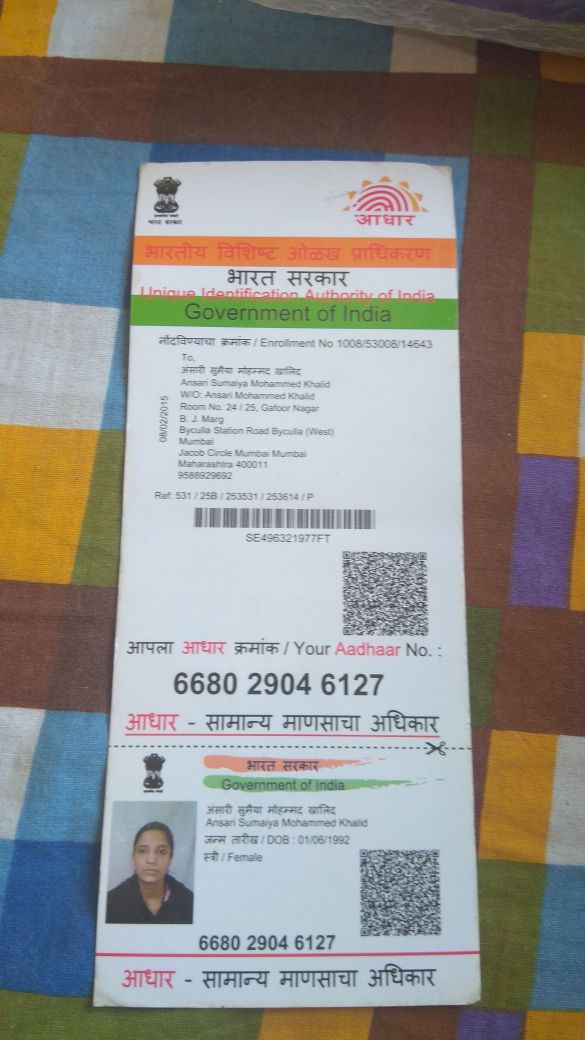 भारत सरकार
आधार
भारतीय विशिष्ट ओळख प्राधिकरण
भारत सरकार
Unique Identification Authority of India
Government of India
नोंदविण्याचा क्रमांक / Enrollment No 1008/53008/14643
08/02/2015
To,
अंसारी सुमैया मोहम्मद खालिद
Ansari Sumaiya Mohammed Khalid
W/O: Ansari Mohammed Khalid
Room No. 24 / 25, Gafoor Nagar
B. J. Marg
Byculla Station Road Byculla (West)
Mumbai
Jacob Circle Mumbai Mumbai
Maharashtra 400011
9588929692
Ref: 531 / 25B / 253531 / 253614 / P
SE496321977FT
आपला आधार क्रमांक / Your Aadhaar No. :
6680 2904 6127
आधार - सामान्य माणसाचा अधिकार
भारत सरकार
Government of India
अंसारी सुमैया मोहम्मद खालिद
Ansari Sumaiya Mohammed Khalid
जन्म तारीख / DOB : 01/06/1992
स्त्री / Female
6680 2904 6127
आधार - सामान्य माणसाचा अधिकार